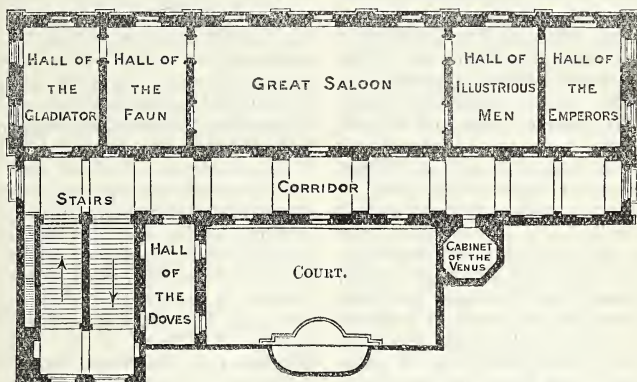 HALL OF
THE
GLADIATOR
HALL OF
THE
FAUN
GREAT SALOON
HALL OF
ILLUSTRIOUS
MEN
HALL OF
THE
EMPERORS
STAIRS
CORRIDOR
HALL
OF
THE
DOVES
COURT.
CABINET
OF THE
VENUS